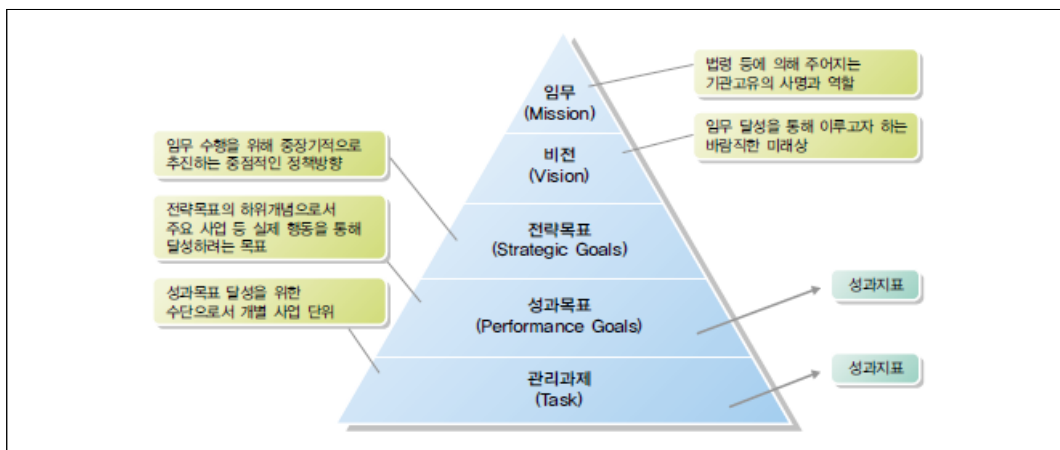 임무
(Mission)
법령 등에 의해 주어지는
기관고유의 사명과 역할
비전
(Vision)
임무 달성을 통해 이루고자 하는
바람직한 미래상
임무 수행을 위해 중장기적으로
추진하는 중점적인 정책방향
전략목표
(Strategic Goals)
전략목표의 하위개념으로서
주요 사업 등 실제 행동을 통해
달성하려는 목표
성과목표
(Performance Goals)
성과지표
성과목표 달성을 위한
수단으로서 개별 사업 단위
관리과제
(Task)
성과지표